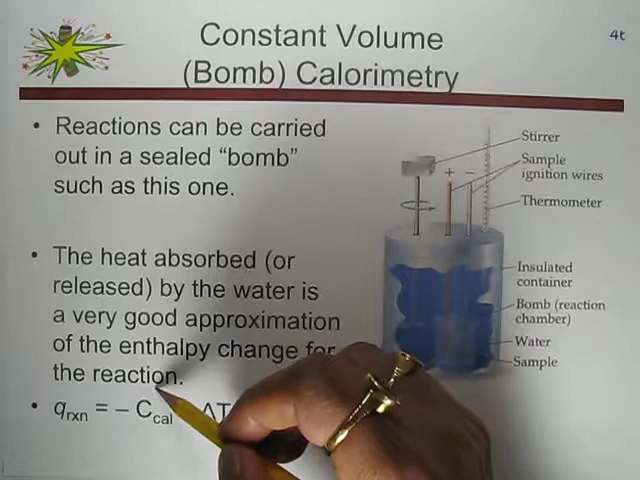 4t
Constant Volume
(Bomb) Calorimetry
• Reactions can be carried
out in a sealed “bomb”
such as this one.
• The heat absorbed (or
released) by the water is
a very good approximation
of the enthalpy change for
the reaction.
• qrxn = – Ccal ΔT
Stirrer
+ –
Sample
ignition wires
Thermometer
Insulated
container
Bomb (reaction
chamber)
Water
Sample